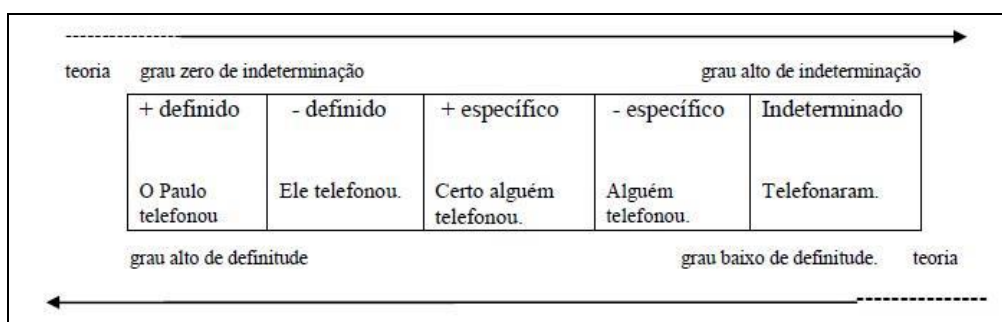 teoria grau zero de indeterminação grau alto de indeterminação
+ definido - definido + específico - específico Indeterminado
O Paulo telefonou Ele telefonou. Certo alguém telefonou. Alguém telefonou. Telefonaram.
grau alto de definitude grau baixo de definitude. teoria